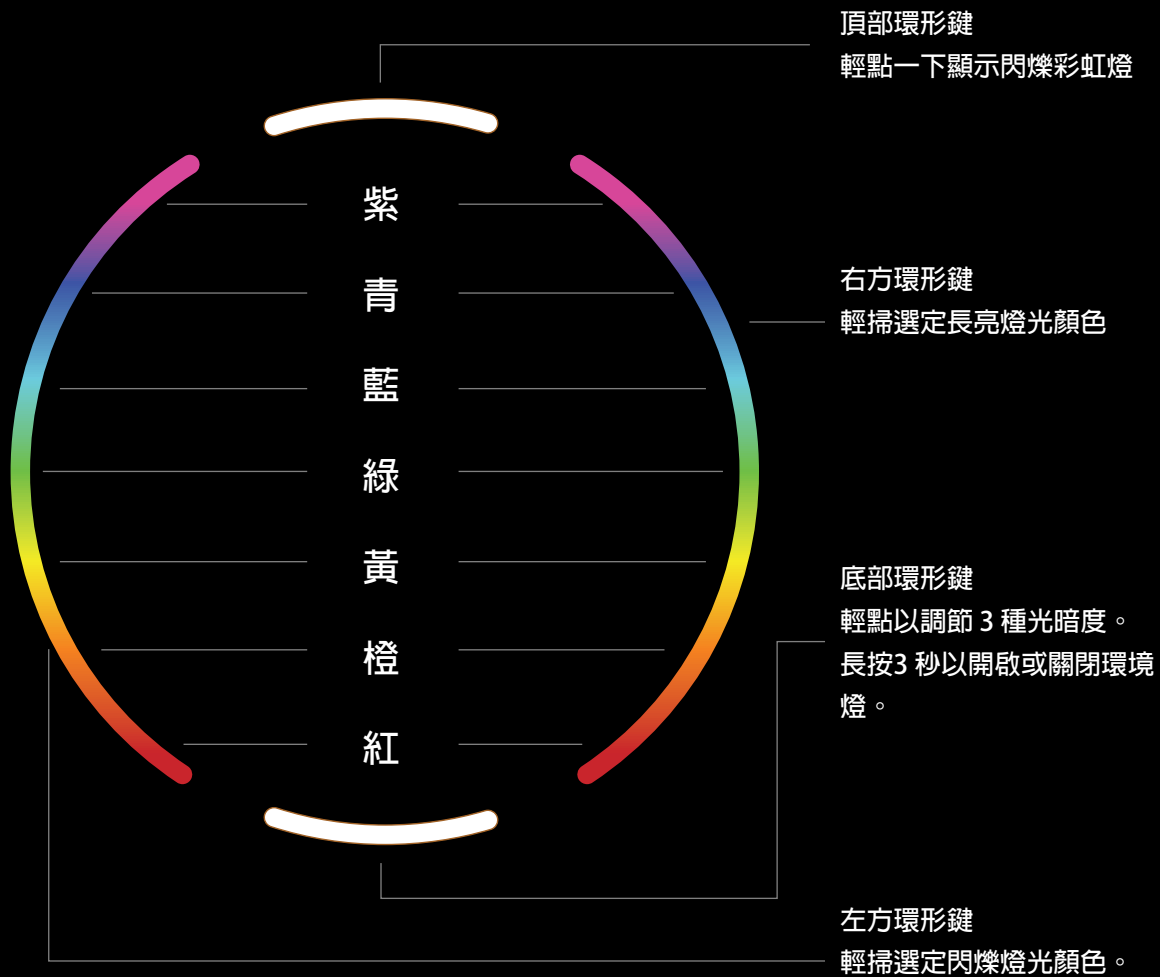 頂部環形鍵
輕點一下顯示閃爍彩虹燈
紫
青
藍
綠
黃
橙
紅
右方環形鍵
輕掃選定長亮燈光顏色
底部環形鍵
輕點以調節 3 種光暗度。
長按3 秒以開啟或關閉環境
燈。
左方環形鍵
輕掃選定閃爍燈光顏色。